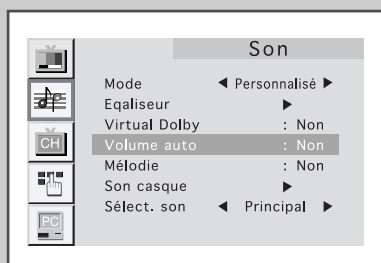 Son
Mode ◀ Personnalisé ▶
Eqaliseur ▶
Virtual Dolby : Non
CH
Volume auto : Non
Mélodie : Non
Son casque ▶
Sélect. son ◀ Principal ▶
PC